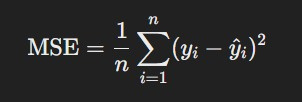 MSE = \frac{1}{n} \sum_{i=1}^{n} (y_i - \hat{y}_i)^2